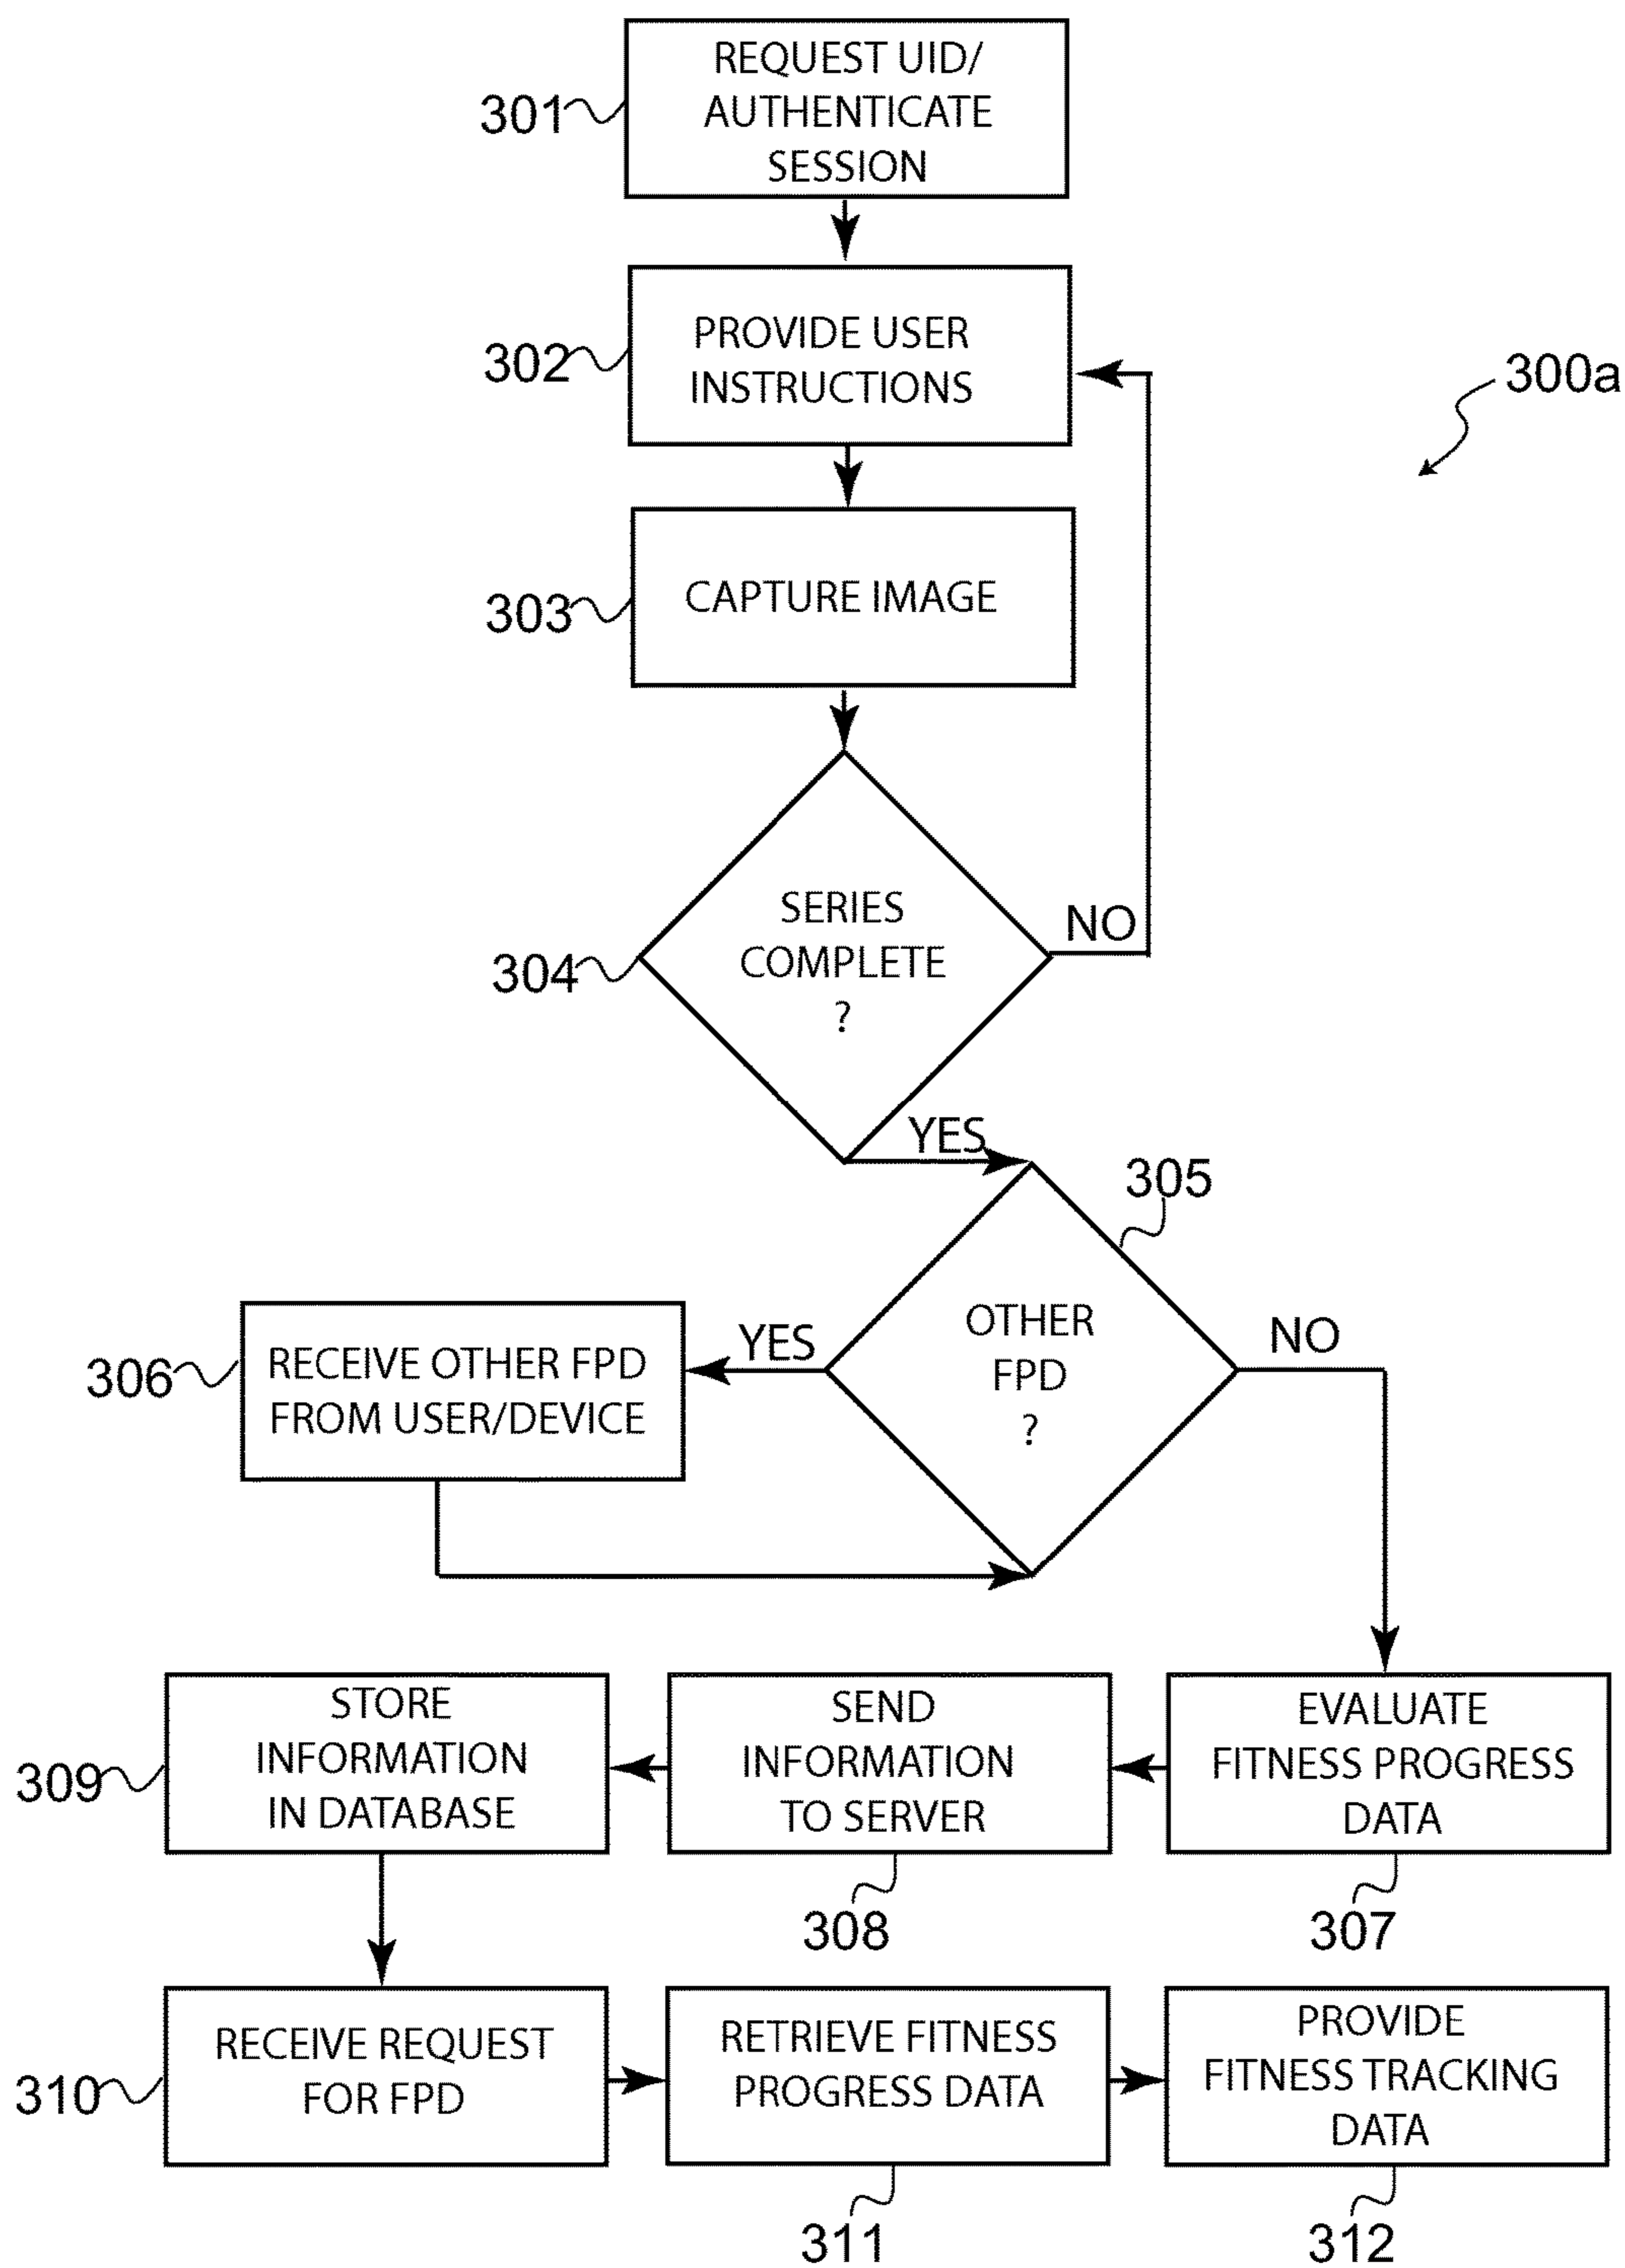 REQUEST UID/
AUTHENTICATE
SESSION
301
PROVIDE USER
INSTRUCTIONS
302
300a
CAPTURE IMAGE
303
SERIES
COMPLETE
?
304
NO
YES
305
OTHER
FPD
?
YES
NO
RECEIVE OTHER FPD
FROM USER/DEVICE
306
STORE
INFORMATION
IN DATABASE
309
SEND
INFORMATION
TO SERVER
308
EVALUATE
FITNESS PROGRESS
DATA
307
RECEIVE REQUEST
FOR FPD
310
RETRIEVE FITNESS
PROGRESS DATA
311
PROVIDE
FITNESS TRACKING
DATA
312